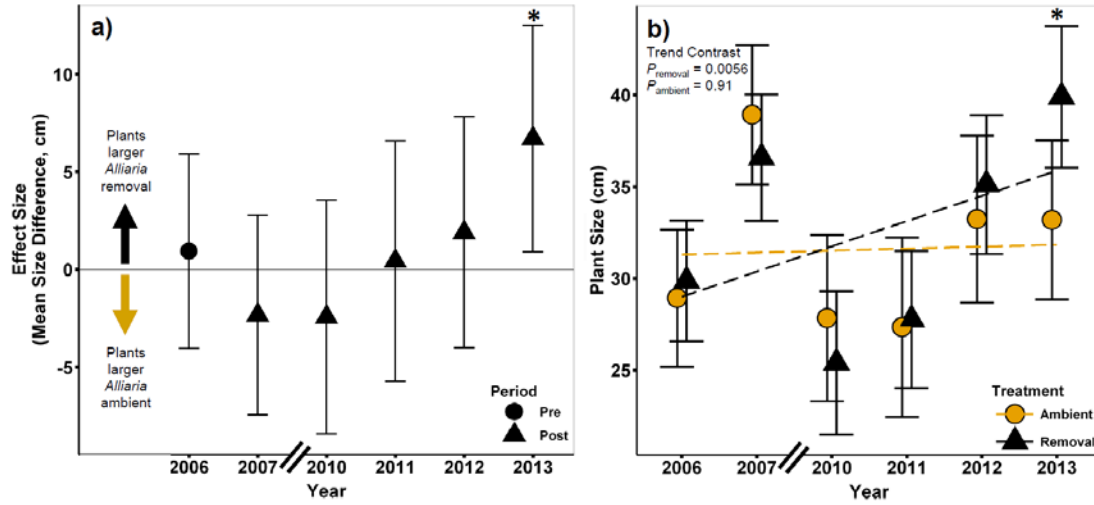 a)
*
Effect Size
(Mean Size Difference, cm)
10
5
0
-5
Plants
larger
Alliaria
removal
Plants
larger
Alliaria
ambient
Period
Pre
Post
2006 2007 2010 2011 2012 2013
Year
b)
*
Trend Contrast
Premoval = 0.0056
Pambient = 0.91
Plant Size (cm)
40
35
30
25
Treatment
Ambient
Removal
2006 2007 2010 2011 2012 2013
Year